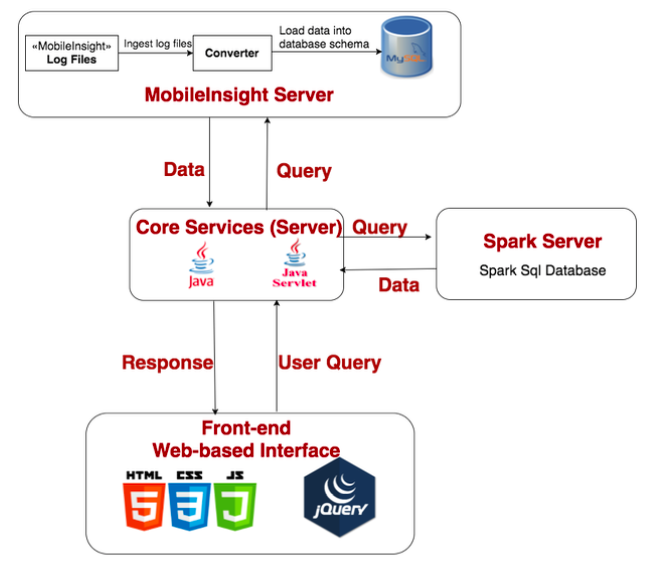 «MobileInsight»
Log Files
Ingest log files
Converter
Load data into
database schema
MySQL
MobileInsight Server
Data
Query
Core Services (Server)
Query
Java
Java
Servlet
Data
Spark Server
Spark Sql Database
Response
User Query
Front-end
Web-based Interface
HTML
CSS
JS
5
3
jQuery